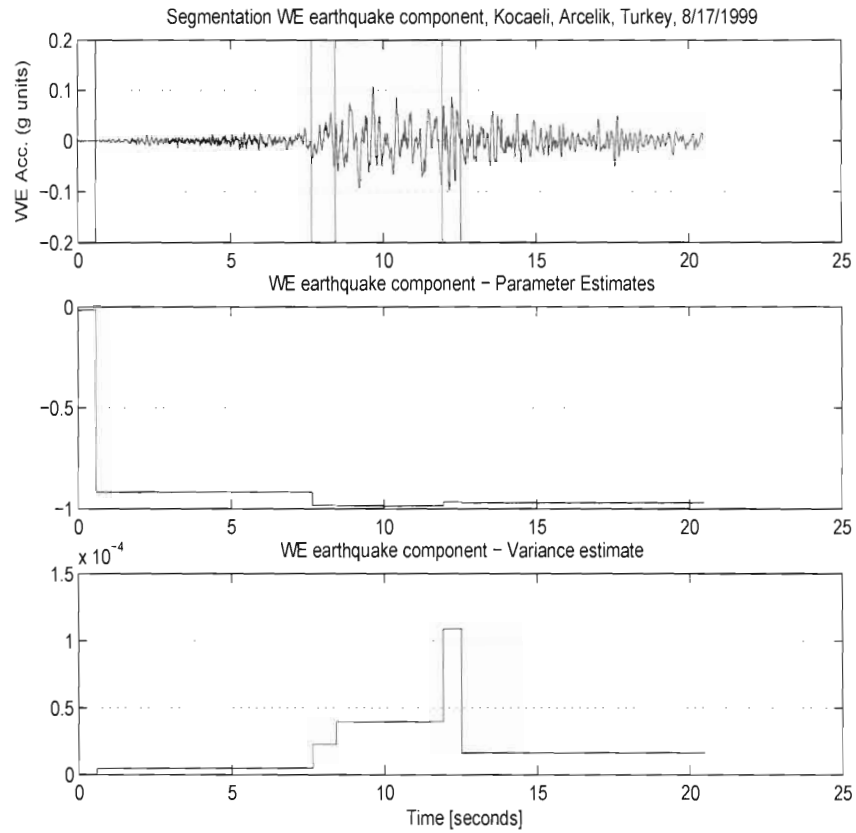 Segmentation WE earthquake component, Kocaeli, Arcelik, Turkey, 8/17/1999
WE Acc. (g units)
0.2
0.1
0
−0.1
−0.2
0 5 10 15 20 25
WE earthquake component − Parameter Estimates
0
−0.5
−1
0 5 10 15 20 25
WE earthquake component − Variance estimate
x 10⁻⁴
1.5
1
0.5
0
0 5 10 15 20 25
Time [seconds]